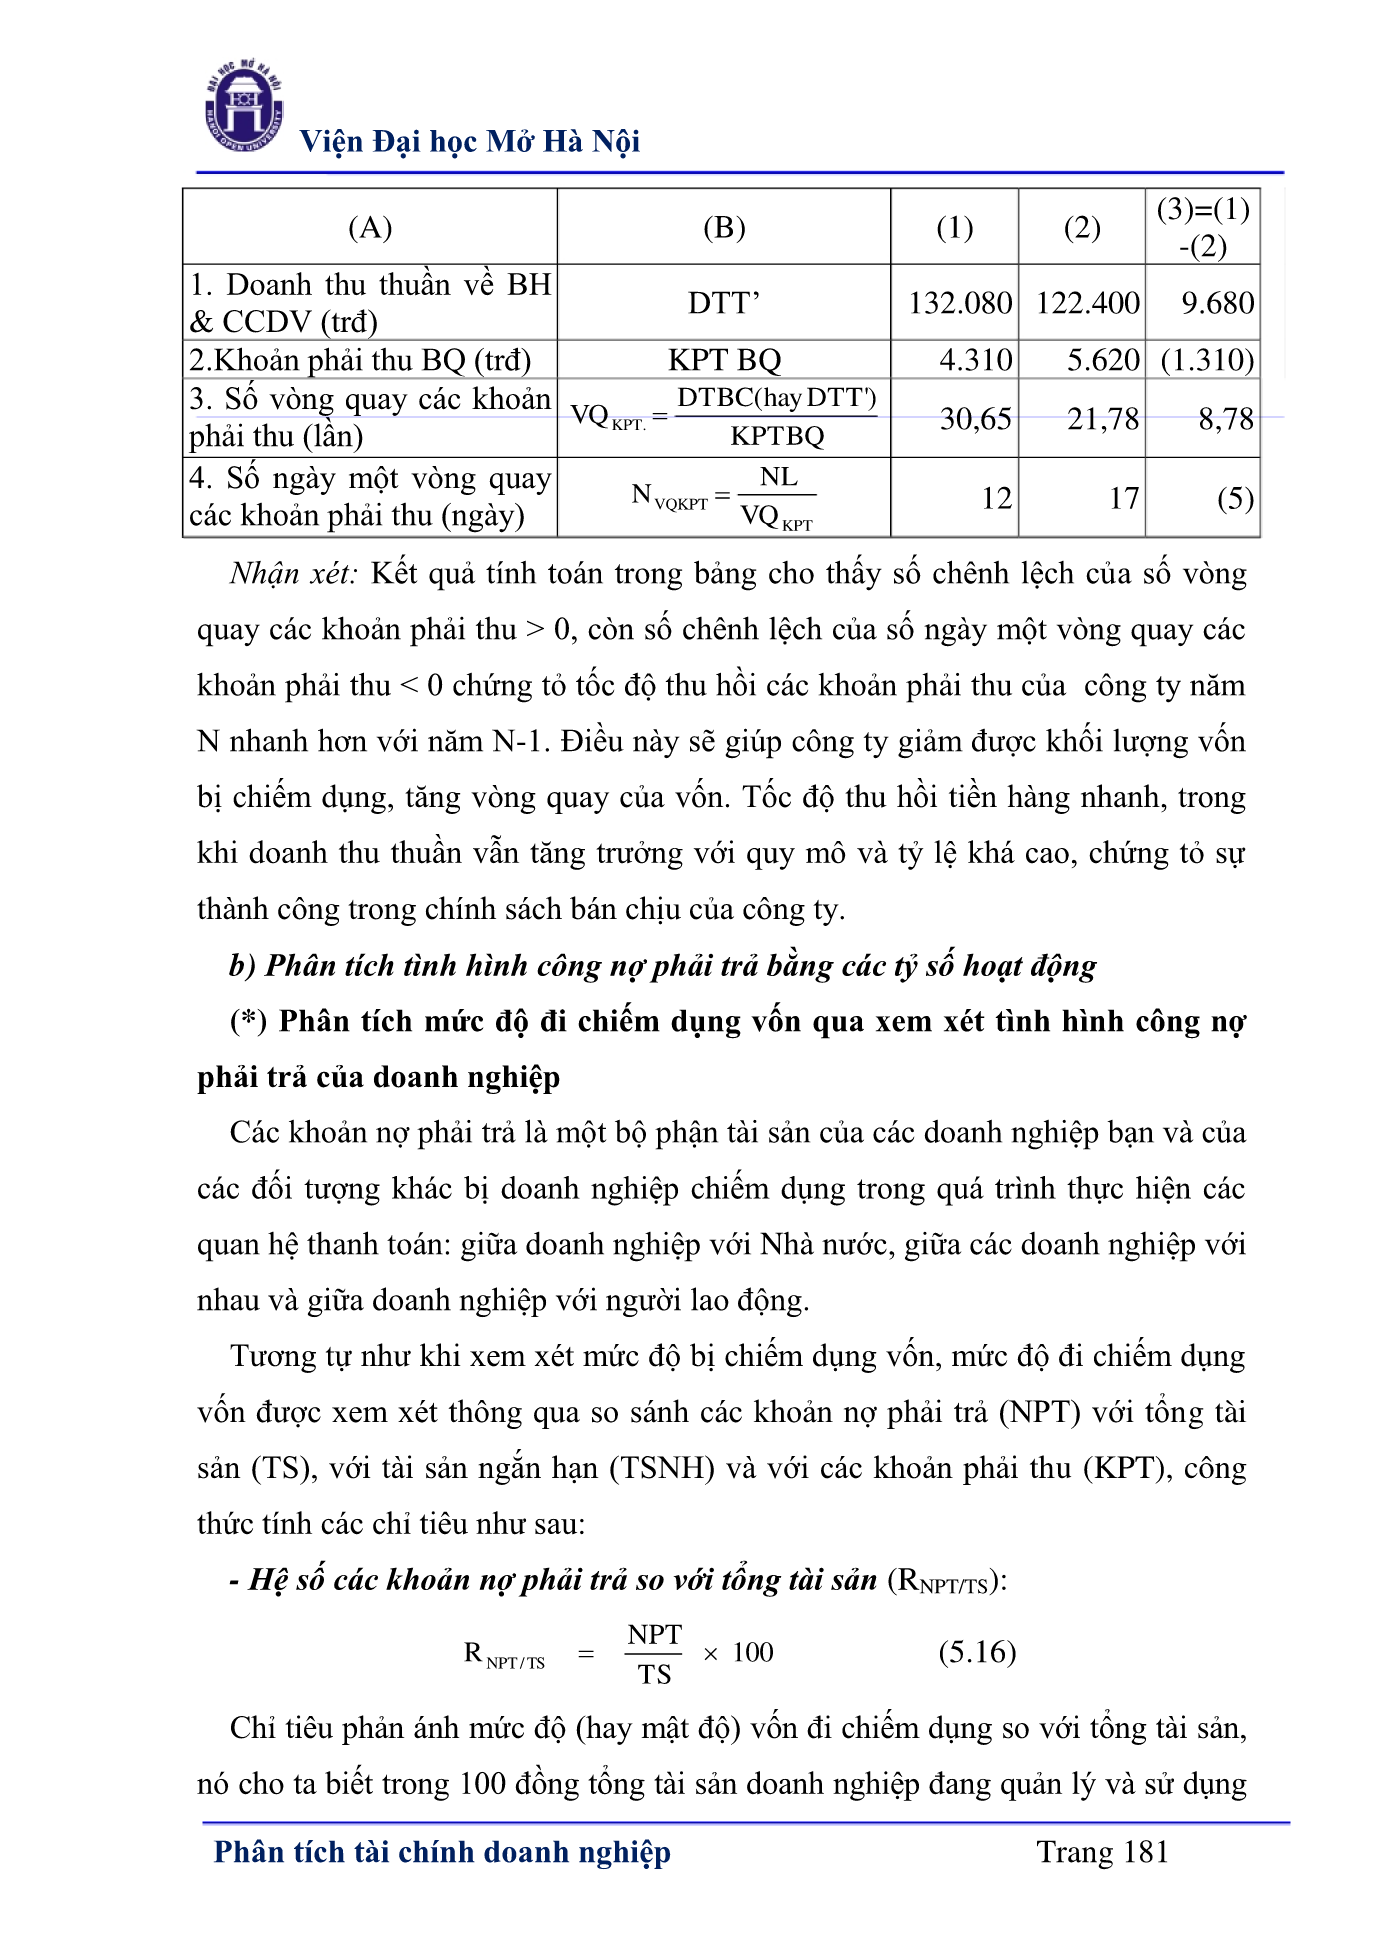 ĐẠI HỌC MỞ HÀ NỘI
HANOI OPEN UNIVERSITY
Viện Đại học Mở Hà Nội
(A) (B) (1) (2) (3)=(1)
-(2)
1. Doanh thu thuần về BH
& CCDV (trđ) DTT’ 132.080 122.400 9.680
2.Khoản phải thu BQ (trđ) KPT BQ 4.310 5.620 (1.310)
3. Số vòng quay các khoản
phải thu (lần) VQ KPT. = DTBC(hay DTT') / KPTBQ 30,65 21,78 8,78
4. Số ngày một vòng quay
các khoản phải thu (ngày) N VQKPT = NL / VQ KPT 12 17 (5)
Nhận xét: Kết quả tính toán trong bảng cho thấy số chênh lệch của số vòng
quay các khoản phải thu > 0, còn số chênh lệch của số ngày một vòng quay các
khoản phải thu < 0 chứng tỏ tốc độ thu hồi các khoản phải thu của công ty năm
N nhanh hơn với năm N-1. Điều này sẽ giúp công ty giảm được khối lượng vốn
bị chiếm dụng, tăng vòng quay của vốn. Tốc độ thu hồi tiền hàng nhanh, trong
khi doanh thu thuần vẫn tăng trưởng với quy mô và tỷ lệ khá cao, chứng tỏ sự
thành công trong chính sách bán chịu của công ty.
b) Phân tích tình hình công nợ phải trả bằng các tỷ số hoạt động
(*) Phân tích mức độ đi chiếm dụng vốn qua xem xét tình hình công nợ
phải trả của doanh nghiệp
Các khoản nợ phải trả là một bộ phận tài sản của các doanh nghiệp bạn và của
các đối tượng khác bị doanh nghiệp chiếm dụng trong quá trình thực hiện các
quan hệ thanh toán: giữa doanh nghiệp với Nhà nước, giữa các doanh nghiệp với
nhau và giữa doanh nghiệp với người lao động.
Tương tự như khi xem xét mức độ bị chiếm dụng vốn, mức độ đi chiếm dụng
vốn được xem xét thông qua so sánh các khoản nợ phải trả (NPT) với tổng tài
sản (TS), với tài sản ngắn hạn (TSNH) và với các khoản phải thu (KPT), công
thức tính các chỉ tiêu như sau:
- Hệ số các khoản nợ phải trả so với tổng tài sản (RNPT/TS):
R NPT/TS = NPT / TS × 100 (5.16)
Chỉ tiêu phản ánh mức độ (hay mật độ) vốn đi chiếm dụng so với tổng tài sản,
nó cho ta biết trong 100 đồng tổng tài sản doanh nghiệp đang quản lý và sử dụng
Phân tích tài chính doanh nghiệp Trang 181